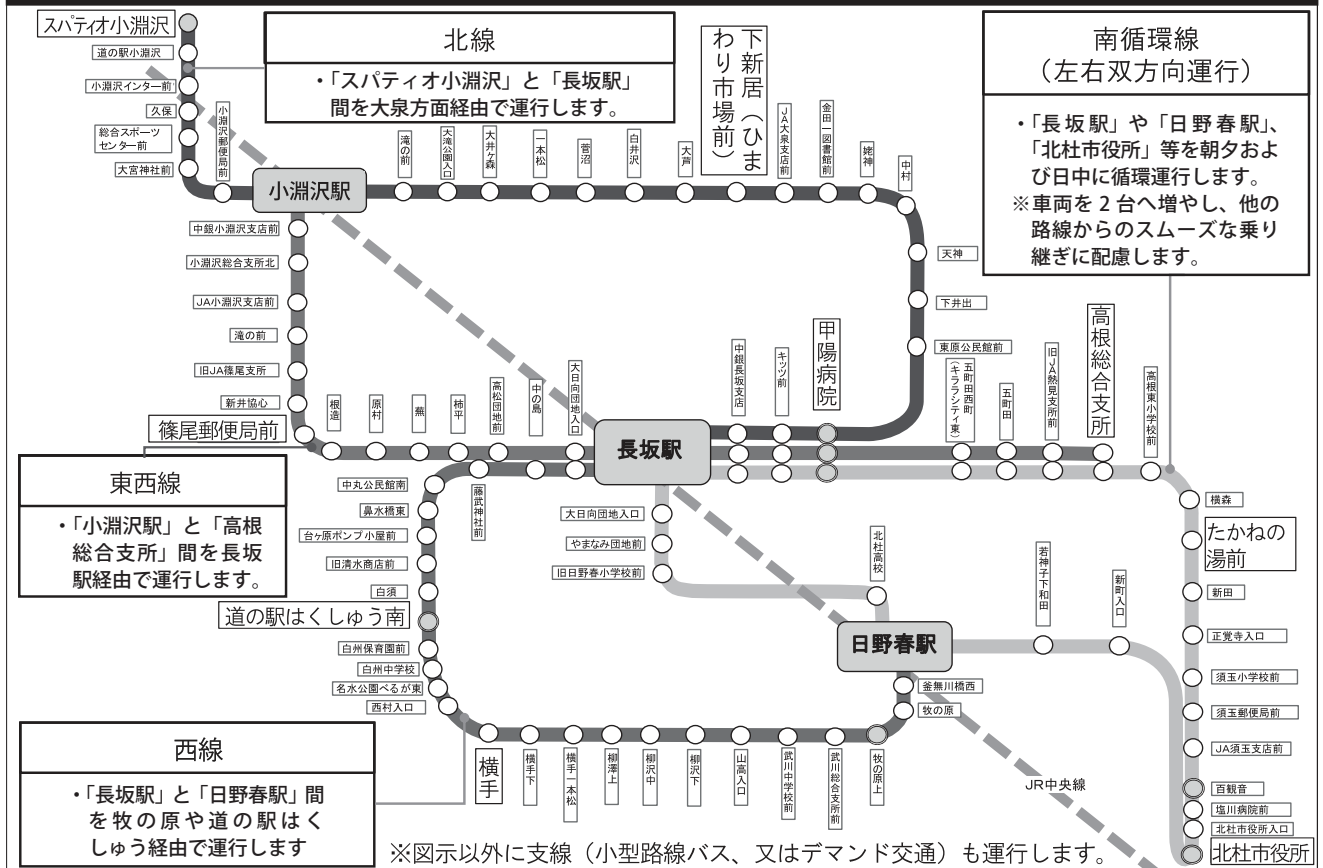 スパティオ小淵沢
道の駅小淵沢
小淵沢インター前
久保
総合スポーツ
センター前
大宮神社前
小淵沢郵便局前
北線
・「スパティオ小淵沢」と「長坂駅」
間を大泉方面経由で運行します。
南循環線
（左右双方向運行）
・「長坂駅」や「日野春駅」、
「北杜市役所」等を朝夕およ
び日中に循環運行します。
※車両を2台へ増やし、他の
路線からのスムーズな乗り
継ぎに配慮します。
小淵沢駅
滝の前
大滝公園入口
大井ヶ森
一本松
菅沼
白井沢
大芦
下新居（ひま
わり市場前）
JA大泉支店前
金田一図書館前
姥神
中村
天神
下井出
東原公民館前
中銀小淵沢支店前
小淵沢総合支所北
JA小淵沢支店前
滝の前
旧JA篠尾支所
新井協心
篠尾郵便局前
根造
原村
蕪
柿平
高松団地前
中の島
大日向団地入口
長坂駅
中銀長坂支店
キッツ前
甲陽病院
五町田西町
（キララシティ東）
五町田
旧JA熱見支所前
高根総合支所
高根東小学校前
東西線
・「小淵沢駅」と「高根
総合支所」間を長坂
駅経由で運行します。
中丸公民館南
鼻水橋東
台ヶ原ポンプ小屋前
旧清水商店前
白須
道の駅はくしゅう南
白州保育園前
白州中学校
名水公園べるが東
西村入口
藤武神社前
大日向団地入口
やまなみ団地前
旧日野春小学校前
北杜高校
日野春駅
若神子下和田
新町入口
横森
たかねの
湯前
新田
正覚寺入口
須玉小学校前
須玉郵便局前
JA須玉支店前
百観音
塩川病院前
北杜市役所入口
北杜市役所
釜無川橋西
牧の原
西線
・「長坂駅」と「日野春駅」間
を牧の原や道の駅はく
しゅう経由で運行します
横手
横手下
横手一本松
柳澤上
柳沢中
柳沢下
山高入口
武川中学校前
武川総合支所前
牧の原上
JR中央線
※図示以外に支線（小型路線バス、又はデマンド交通）も運行します。